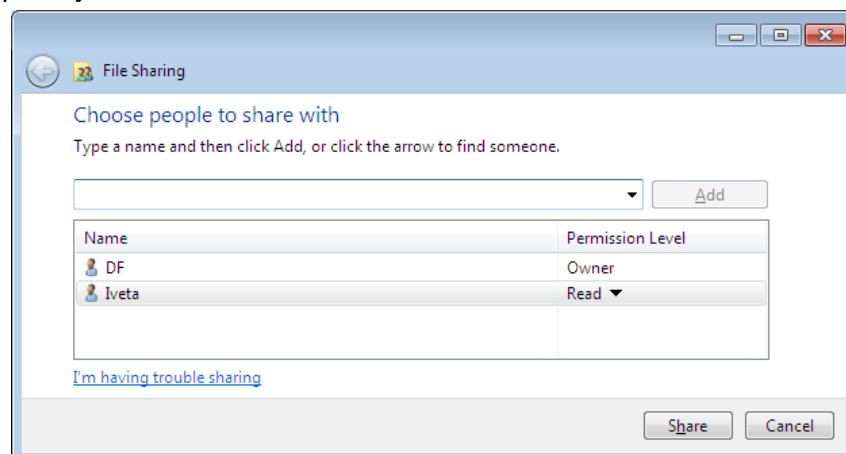 File Sharing
Choose people to share with
Type a name and then click Add, or click the arrow to find someone.
Add
Name Permission Level
DF Owner
Iveta Read
I'm having trouble sharing
Share Cancel